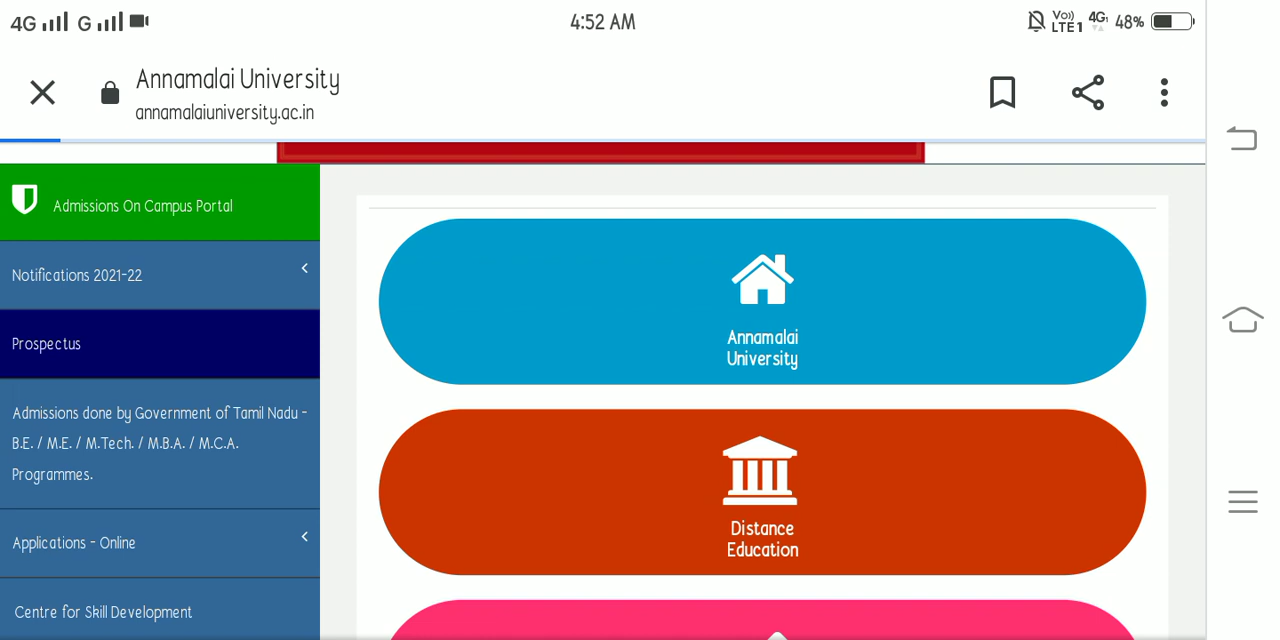 4G G 4:52 AM Vo)) LTE1 4G 48%
Annamalai University
annamalaiuniversity.ac.in
Admissions On Campus Portal
Notifications 2021-22
Prospectus
Admissions done by Government of Tamil Nadu -
B.E. / M.E. / M.Tech. / M.B.A. / M.C.A.
Programmes.
Applications - Online
Centre for Skill Development
Annamalai
University
Distance
Education